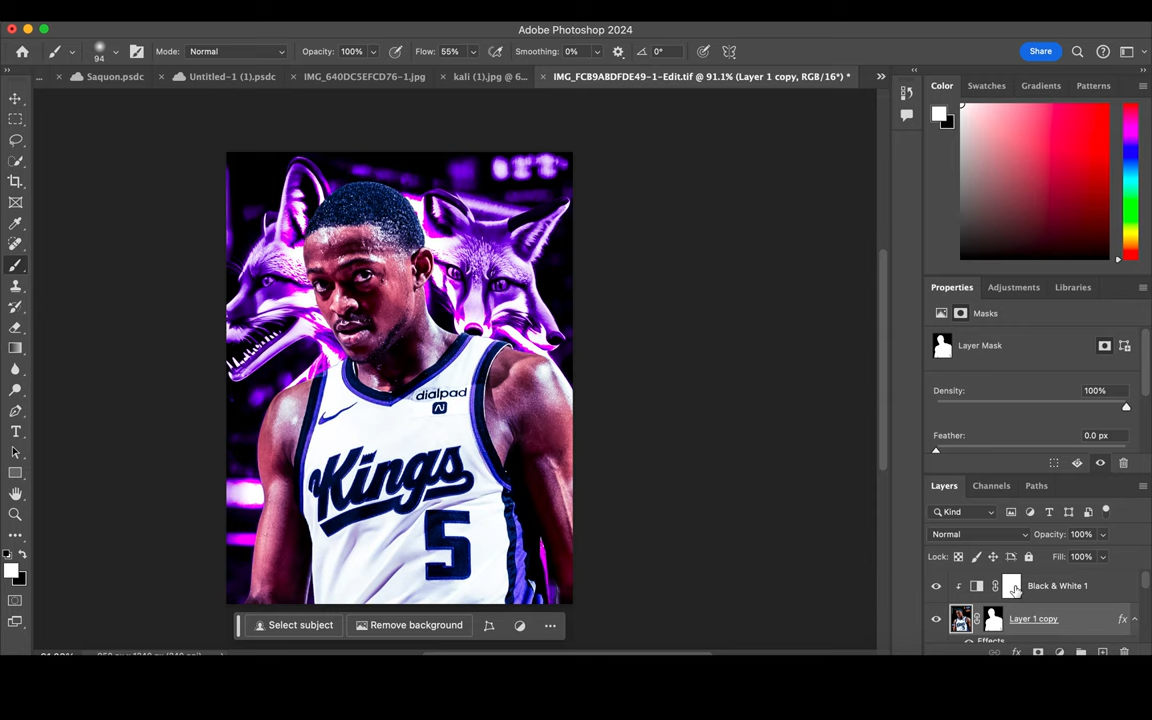 Adobe Photoshop 2024
94
Mode: Normal
Opacity: 100%
Flow: 55%
Smoothing: 0%
0°
Share
... × Saquon.psdc
× Untitled-1 (1).psdc
× IMG_640DC5EFCD76-1.jpg
× kali (1).jpg @ 6...
× IMG_FCB9ABDFDE49-1-Edit.tif @ 91.1% (Layer 1 copy, RGB/16*) *
Color
Swatches
Gradients
Patterns
Properties
Adjustments
Libraries
Masks
Layer Mask
Density:
100%
Feather:
0.0 px
dialpad
Kings
5
Select subject
Remove background
Layers
Channels
Paths
Kind
Normal
Opacity: 100%
Lock:
Fill: 100%
Black & White 1
Layer 1 copy
fx
Effects